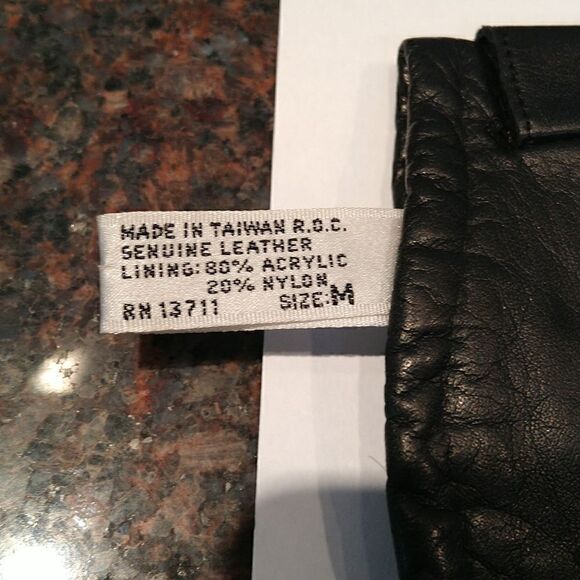 MADE IN TAIWAN R.O.C.
GENUINE LEATHER
LINING: 80% ACRYLIC
20% NYLON
RN 13711 SIZE: M